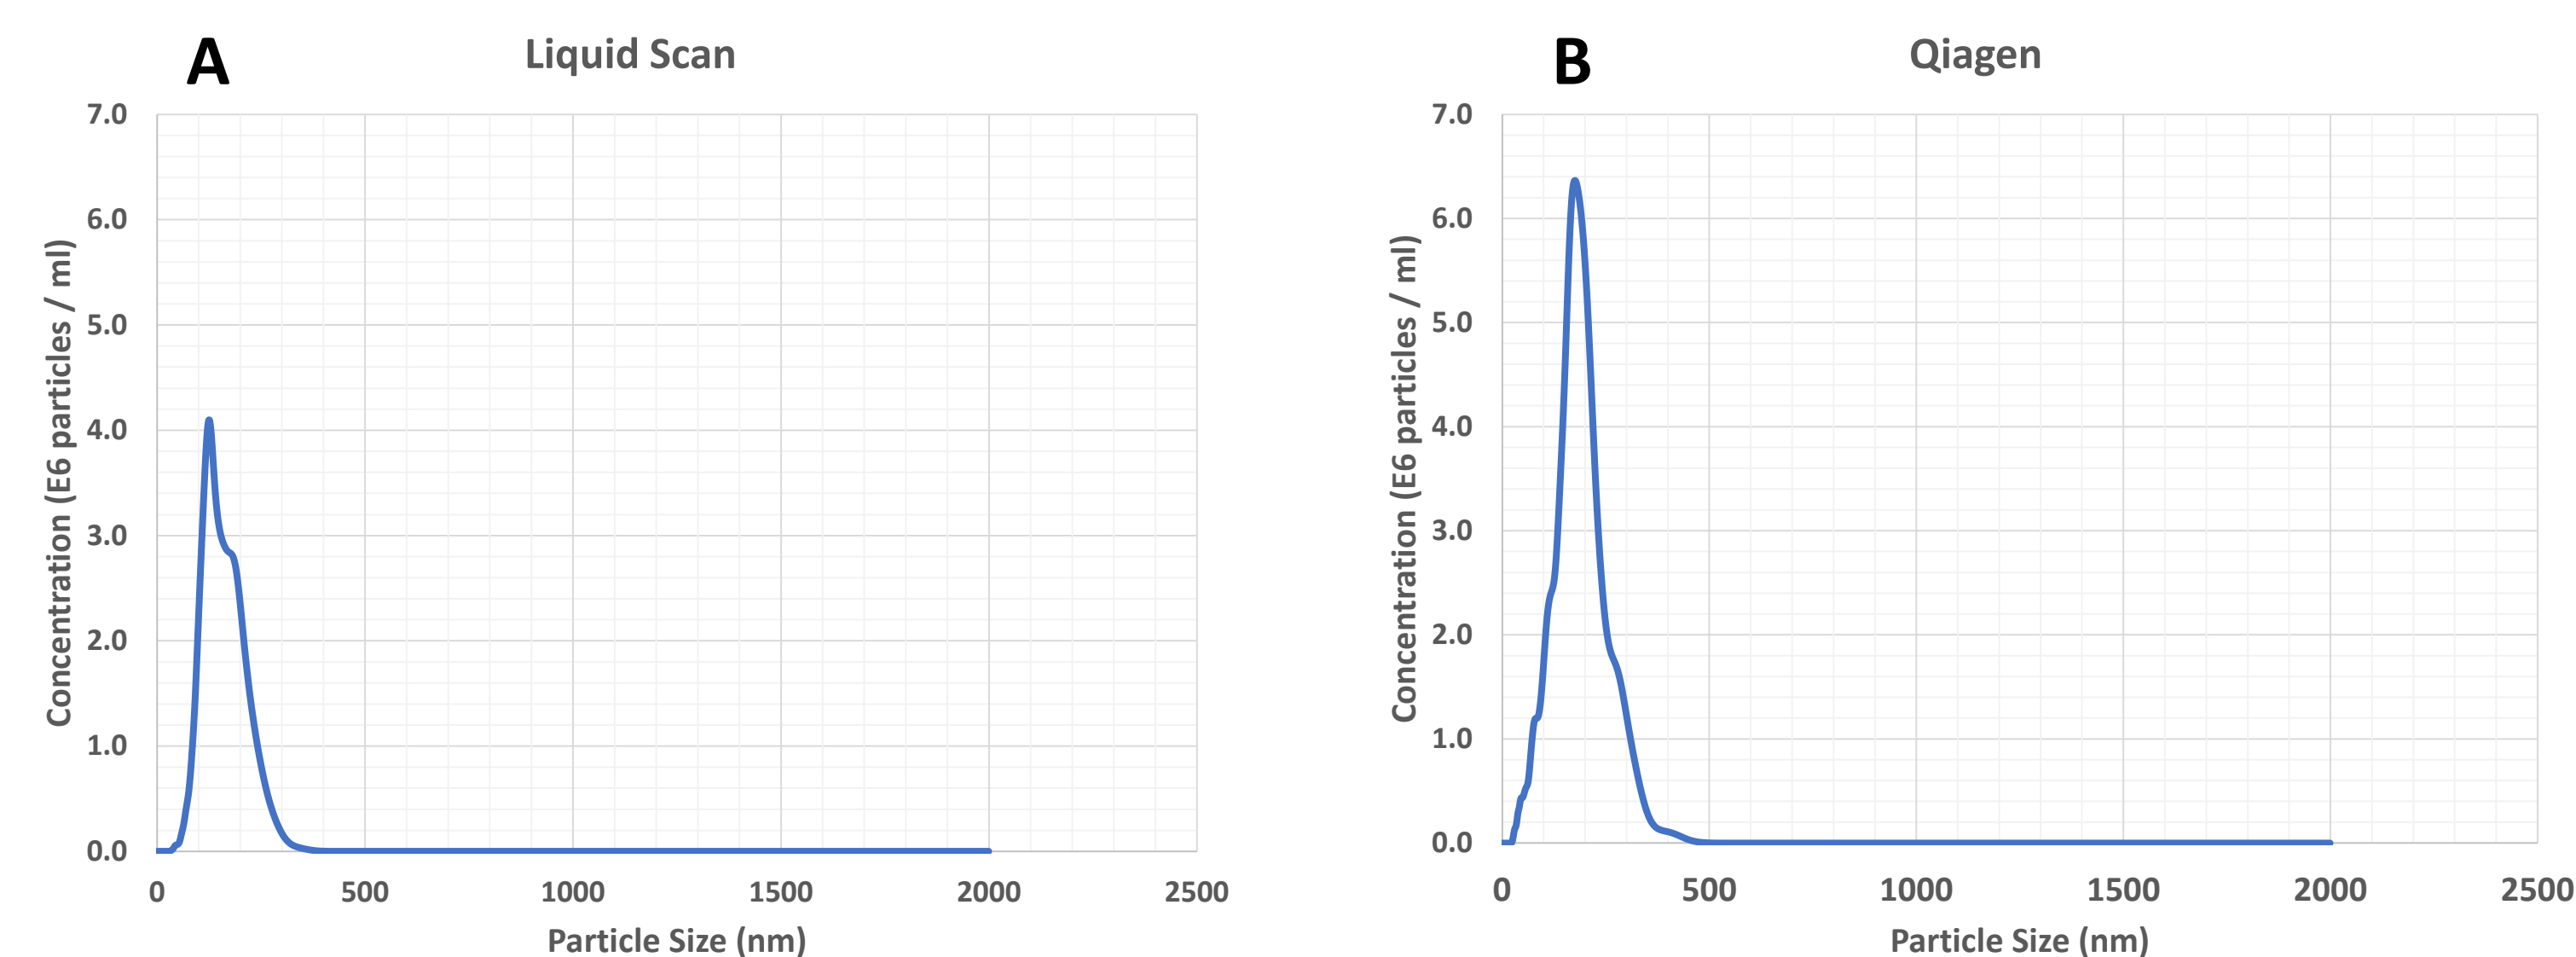 A
Liquid Scan
7.0
6.0
5.0
4.0
3.0
2.0
1.0
0.0
Concentration (E6 particles / ml)
0 500 1000 1500 2000 2500
Particle Size (nm)
B
Qiagen
7.0
6.0
5.0
4.0
3.0
2.0
1.0
0.0
Concentration (E6 particles / ml)
0 500 1000 1500 2000 2500
Particle Size (nm)